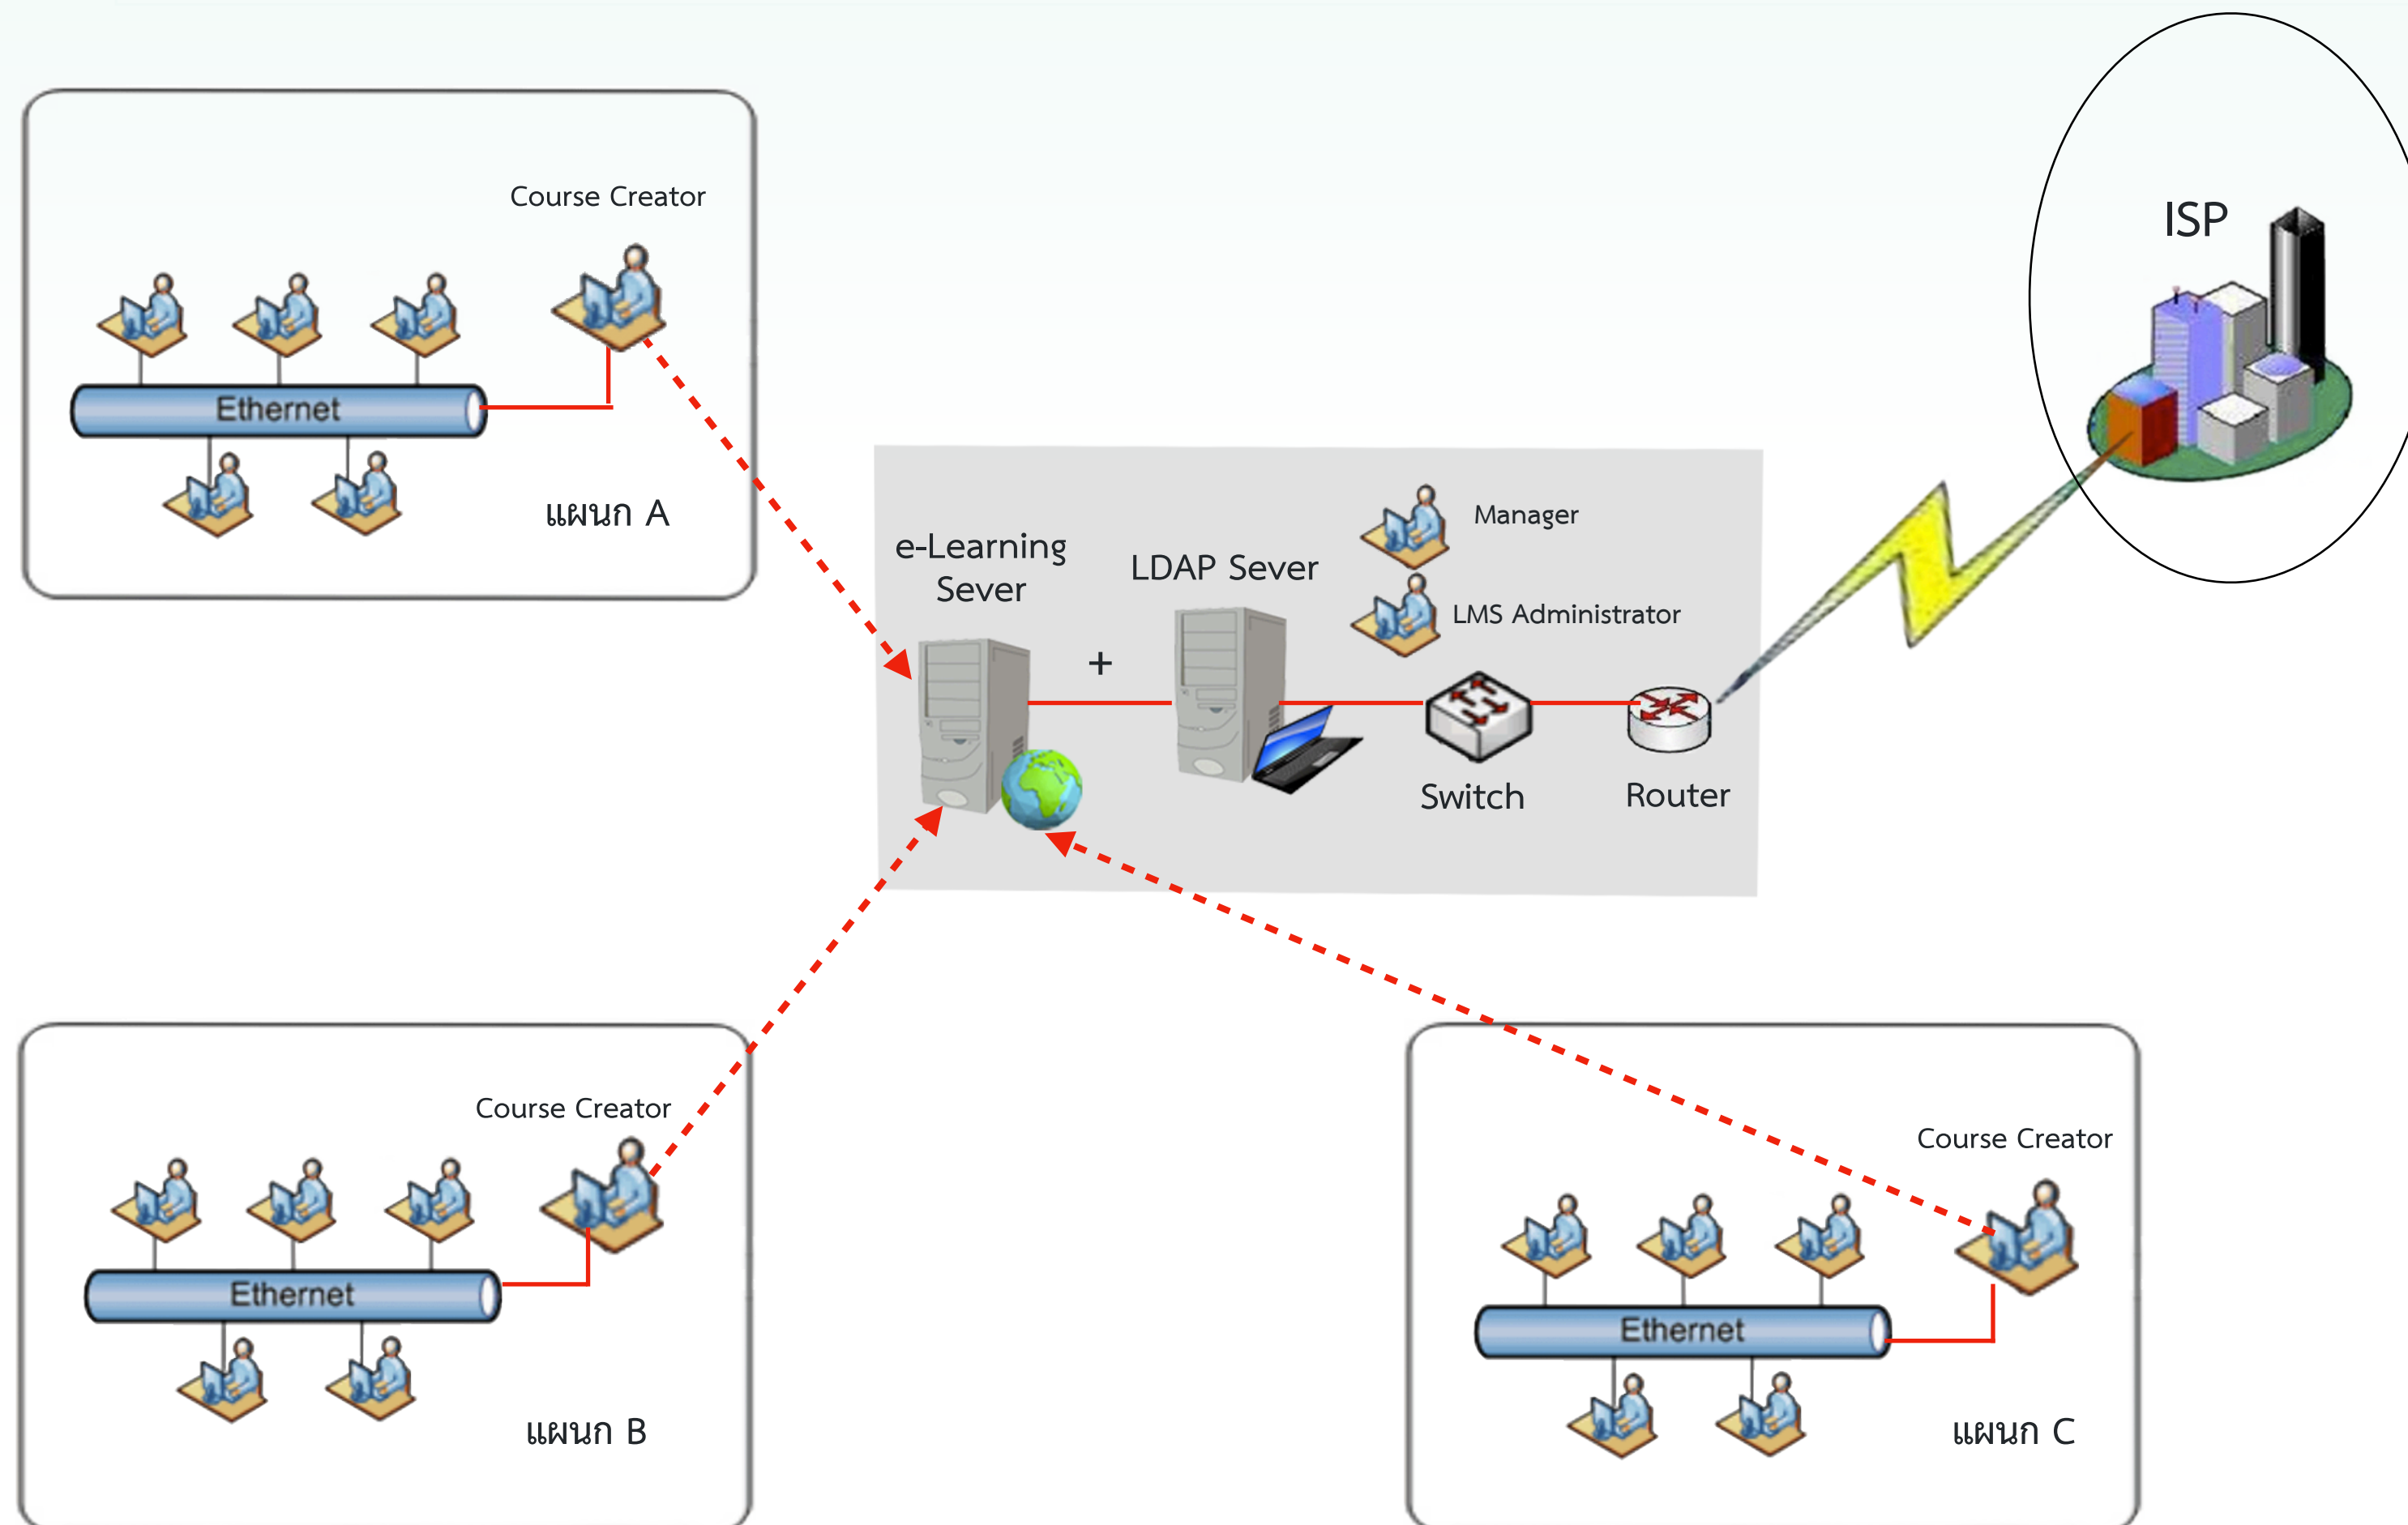 Course Creator
Ethernet
แผนก A
ISP
e-Learning
Sever
LDAP Sever
Manager
LMS Administrator
+
Switch
Router
Course Creator
Ethernet
แผนก B
Course Creator
Ethernet
แผนก C